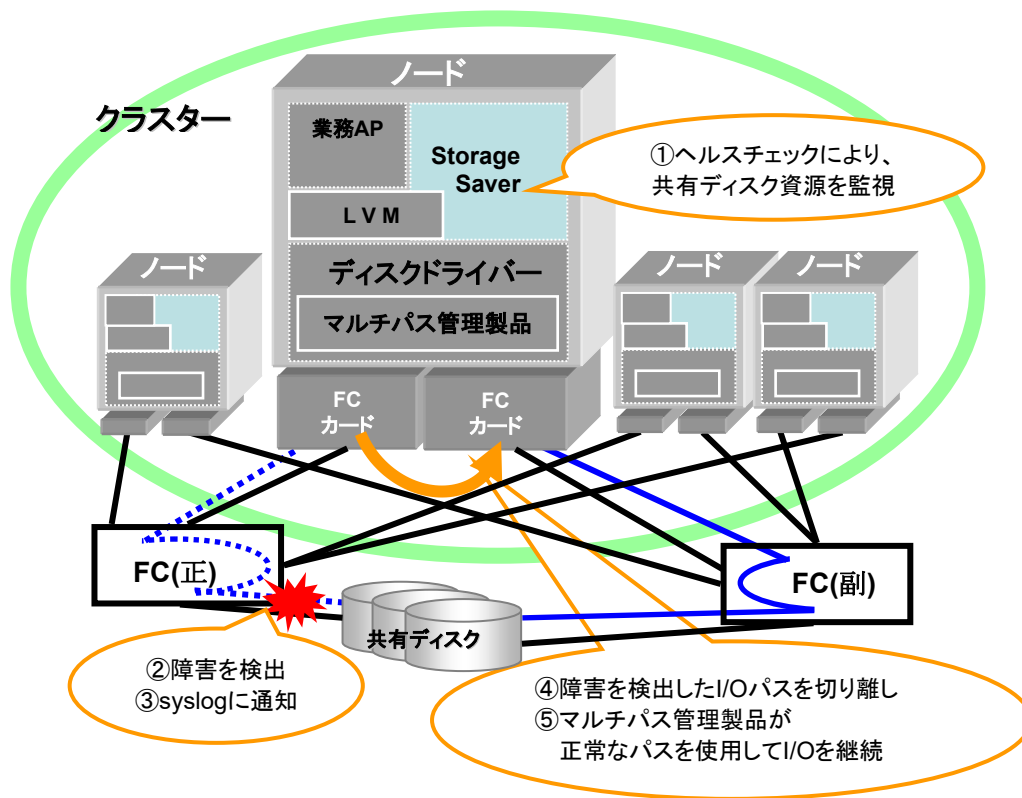 ノード
クラスター
業務AP
Storage
Saver
①ヘルスチェックにより、
共有ディスク資源を監視
L V M
ノード
ディスクドライバー
マルチパス管理製品
ノード
ノード
FC
カード
FC
カード
FC(正)
FC(副)
共有ディスク
②障害を検出
③syslogに通知
④障害を検出したI/Oパスを切り離し
⑤マルチパス管理製品が
正常なパスを使用してI/Oを継続